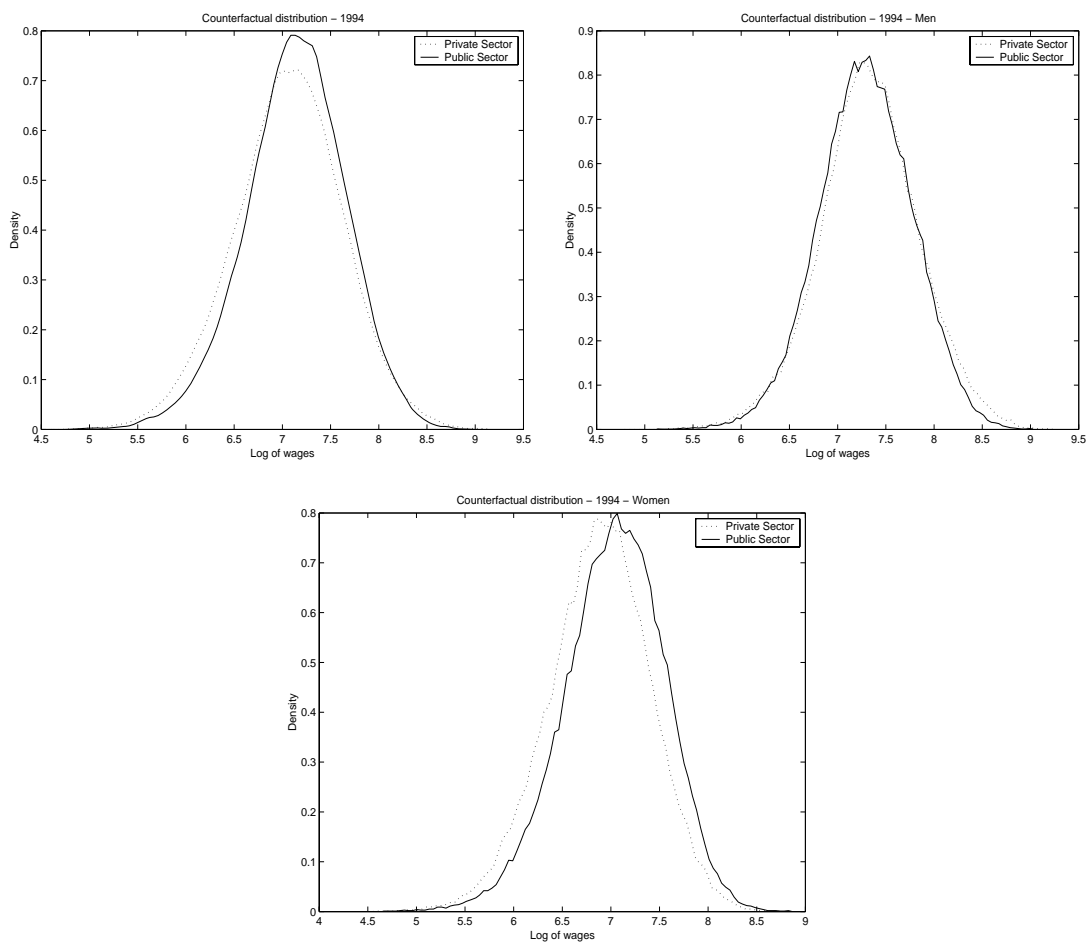 Counterfactual distribution – 1994
0.8
0.7
0.6
0.5
0.4
0.3
0.2
0.1
0
Density
Private Sector
Public Sector
4.5 5 5.5 6 6.5 7 7.5 8 8.5 9 9.5
Log of wages
Counterfactual distribution – 1994 – Men
0.9
0.8
0.7
0.6
0.5
0.4
0.3
0.2
0.1
0
Density
Private Sector
Public Sector
4.5 5 5.5 6 6.5 7 7.5 8 8.5 9 9.5
Log of wages
Counterfactual distribution – 1994 – Women
0.8
0.7
0.6
0.5
0.4
0.3
0.2
0.1
0
Density
Private Sector
Public Sector
4 4.5 5 5.5 6 6.5 7 7.5 8 8.5 9
Log of wages